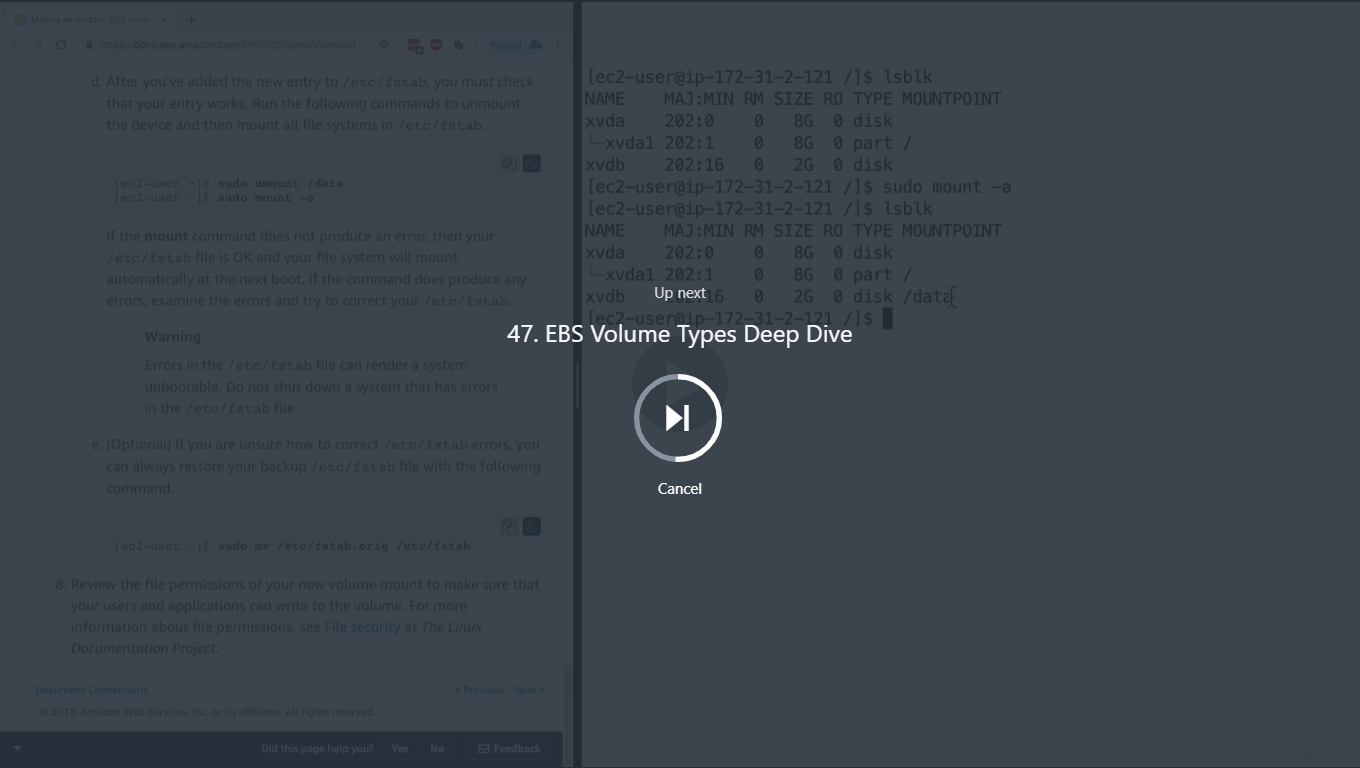 Making an Amazon EBS Volum
https://docs.aws.amazon.com/AWSEC2/latest/UserGuid...
Paused
d. After you've added the new entry to /etc/fstab, you must check
that your entry works. Run the following commands to unmount
the device and then mount all file systems in /etc/fstab.
[ec2-user ~]$ sudo umount /data
[ec2-user ~]$ sudo mount -a
If the mount command does not produce an error, then your
/etc/fstab file is OK and your file system will mount
automatically at the next boot. If the command does produce any
errors, examine the errors and try to correct your /etc/fstab.
Warning
Errors in the /etc/fstab file can render a system
unbootable. Do not shut down a system that has errors
in the /etc/fstab file.
e. (Optional) If you are unsure how to correct /etc/fstab errors, you
can always restore your backup /etc/fstab file with the following
command.
[ec2-user ~]$ sudo mv /etc/fstab.orig /etc/fstab
8. Review the file permissions of your new volume mount to make sure that
your users and applications can write to the volume. For more
information about file permissions, see File security at The Linux
Documentation Project.
Document Conventions
« Previous Next »
© 2018, Amazon Web Services, Inc. or its affiliates. All rights reserved.
Did this page help you? Yes No Feedback
[ec2-user@ip-172-31-2-121 /]$ lsblk
NAME MAJ:MIN RM SIZE RO TYPE MOUNTPOINT
xvda 202:0 0 8G 0 disk
└─xvda1 202:1 0 8G 0 part /
xvdb 202:16 0 2G 0 disk
[ec2-user@ip-172-31-2-121 /]$ sudo mount -a
[ec2-user@ip-172-31-2-121 /]$ lsblk
NAME MAJ:MIN RM SIZE RO TYPE MOUNTPOINT
xvda 202:0 0 8G 0 disk
└─xvda1 202:1 0 8G 0 part /
xvdb 202:16 0 2G 0 disk /data
[ec2-user@ip-172-31-2-121 /]$
Up next
47. EBS Volume Types Deep Dive
Cancel